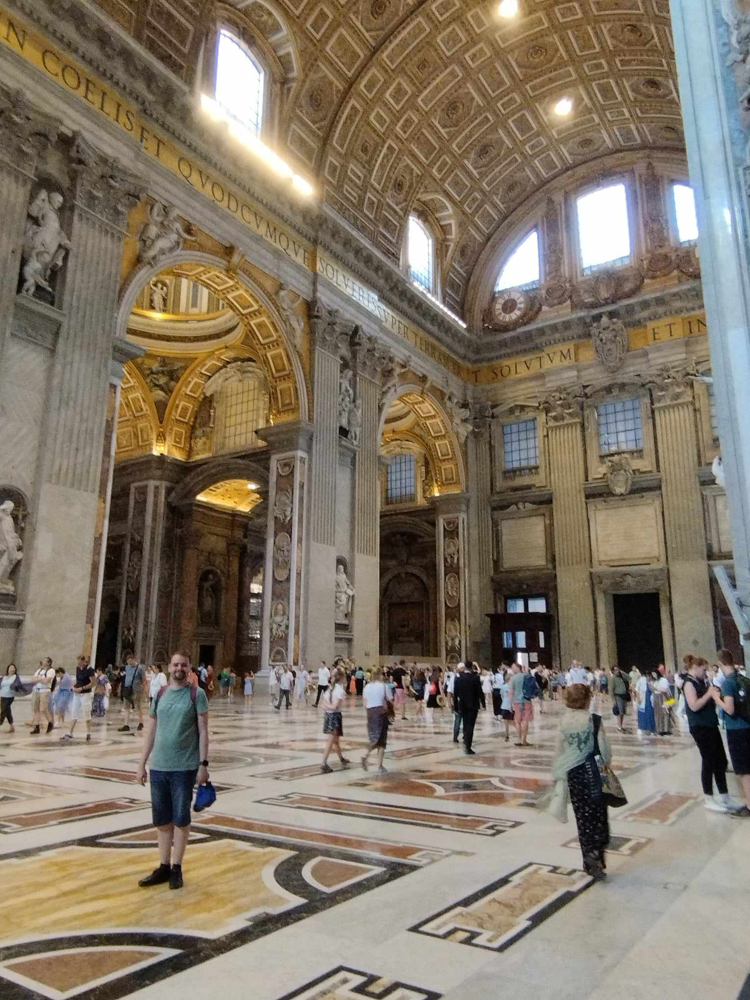 N COELIS ET QVODCVMQVE SOLVERIS SVPER TERRAM ERIT SOLVTVM ET IN